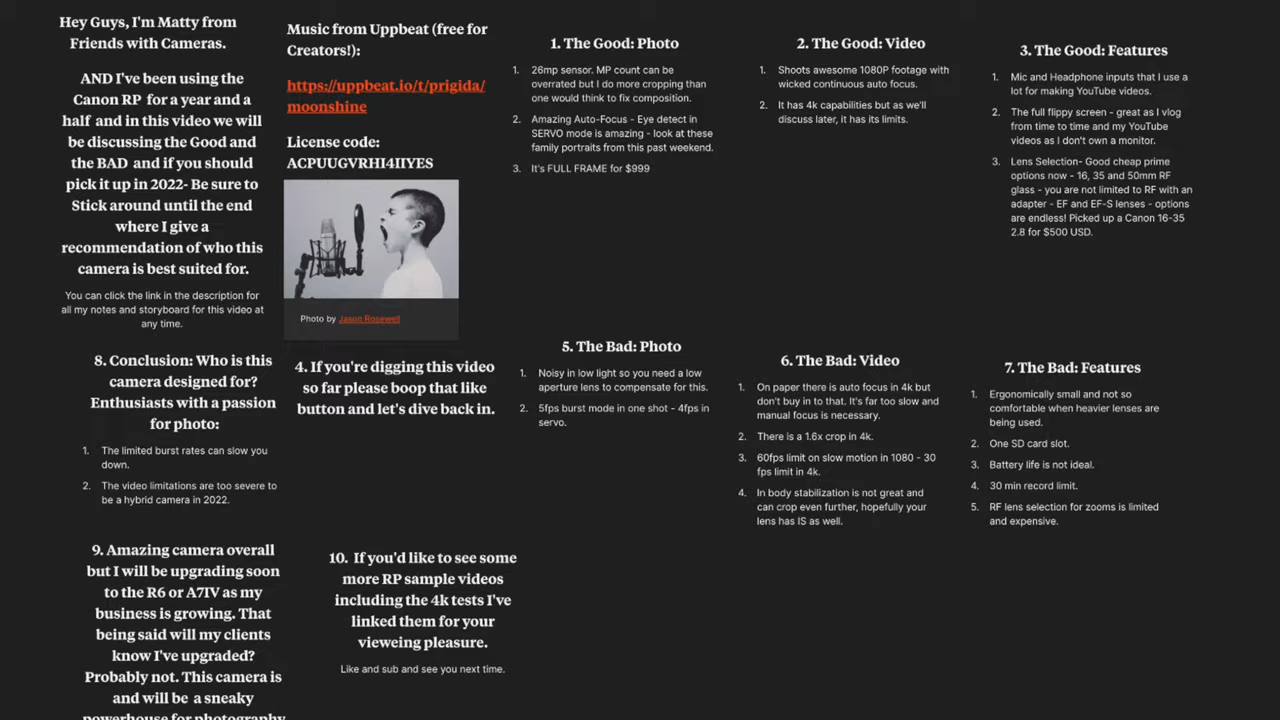 Hey Guys, I'm Matty from
Friends with Cameras.
AND I've been using the
Canon RP for a year and a
half and in this video we will
be discussing the Good and
the BAD and if you should
pick it up in 2022- Be sure to
Stick around until the end
where I give a
recommendation of who this
camera is best suited for.
You can click the link in the description for
all my notes and storyboard for this video at
any time.
Music from Uppbeat (free for
Creators!):
https://uppbeat.io/t/prigida/
moonshine
License code:
ACPUUGVRHI4IIYES
Photo by Jason Rosewell
1. The Good: Photo
1. 26mp sensor. MP count can be
overrated but I do more cropping than
one would think to fix composition.
2. Amazing Auto-Focus - Eye detect in
SERVO mode is amazing - look at these
family portraits from this past weekend.
3. It's FULL FRAME for $999
2. The Good: Video
1. Shoots awesome 1080P footage with
wicked continuous auto focus.
2. It has 4k capabilities but as we'll
discuss later, it has its limits.
3. The Good: Features
1. Mic and Headphone inputs that I use a
lot for making YouTube videos.
2. The full flippy screen - great as I vlog
from time to time and my YouTube
videos as I don't own a monitor.
3. Lens Selection- Good cheap prime
options now - 16, 35 and 50mm RF
glass - you are not limited to RF with an
adapter - EF and EF-S lenses - options
are endless! Picked up a Canon 16-35
2.8 for $500 USD.
4. If you're digging this video
so far please boop that like
button and let's dive back in.
5. The Bad: Photo
1. Noisy in low light so you need a low
aperture lens to compensate for this.
2. 5fps burst mode in one shot - 4fps in
servo.
6. The Bad: Video
1. On paper there is auto focus in 4k but
don't buy in to that. It's far too slow and
manual focus is necessary.
2. There is a 1.6x crop in 4k.
3. 60fps limit on slow motion in 1080 - 30
fps limit in 4k.
4. In body stabilization is not great and
can crop even further, hopefully your
lens has IS as well.
7. The Bad: Features
1. Ergonomically small and not so
comfortable when heavier lenses are
being used.
2. One SD card slot.
3. Battery life is not ideal.
4. 30 min record limit.
5. RF lens selection for zooms is limited
and expensive.
8. Conclusion: Who is this
camera designed for?
Enthusiasts with a passion
for photo:
1. The limited burst rates can slow you
down.
2. The video limitations are too severe to
be a hybrid camera in 2022.
9. Amazing camera overall
but I will be upgrading soon
to the R6 or A7IV as my
business is growing. That
being said will my clients
know I've upgraded?
Probably not. This camera is
and will be a sneaky
powerhouse for photography
10. If you'd like to see some
more RP sample videos
including the 4k tests I've
linked them for your
vieweing pleasure.
Like and sub and see you next time.